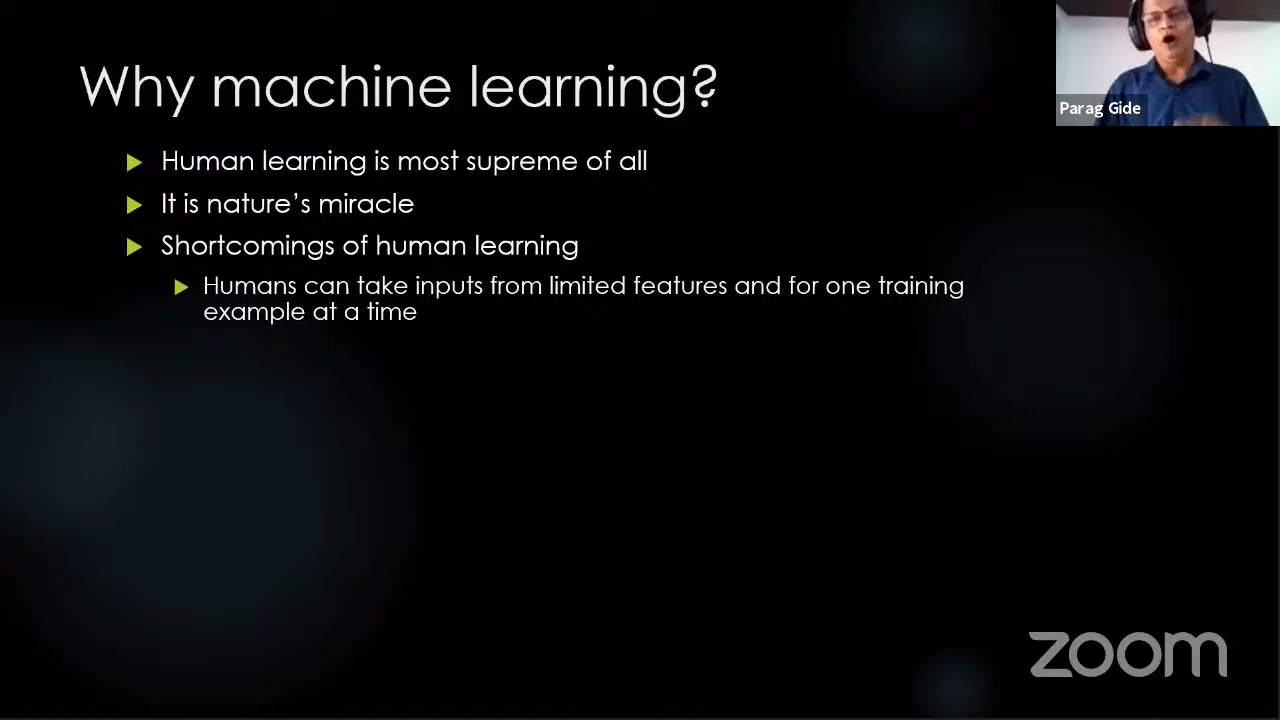 Why machine learning?
Human learning is most supreme of all
It is nature's miracle
Shortcomings of human learning
Humans can take inputs from limited features and for one training
example at a time
Parag Gide
zoom